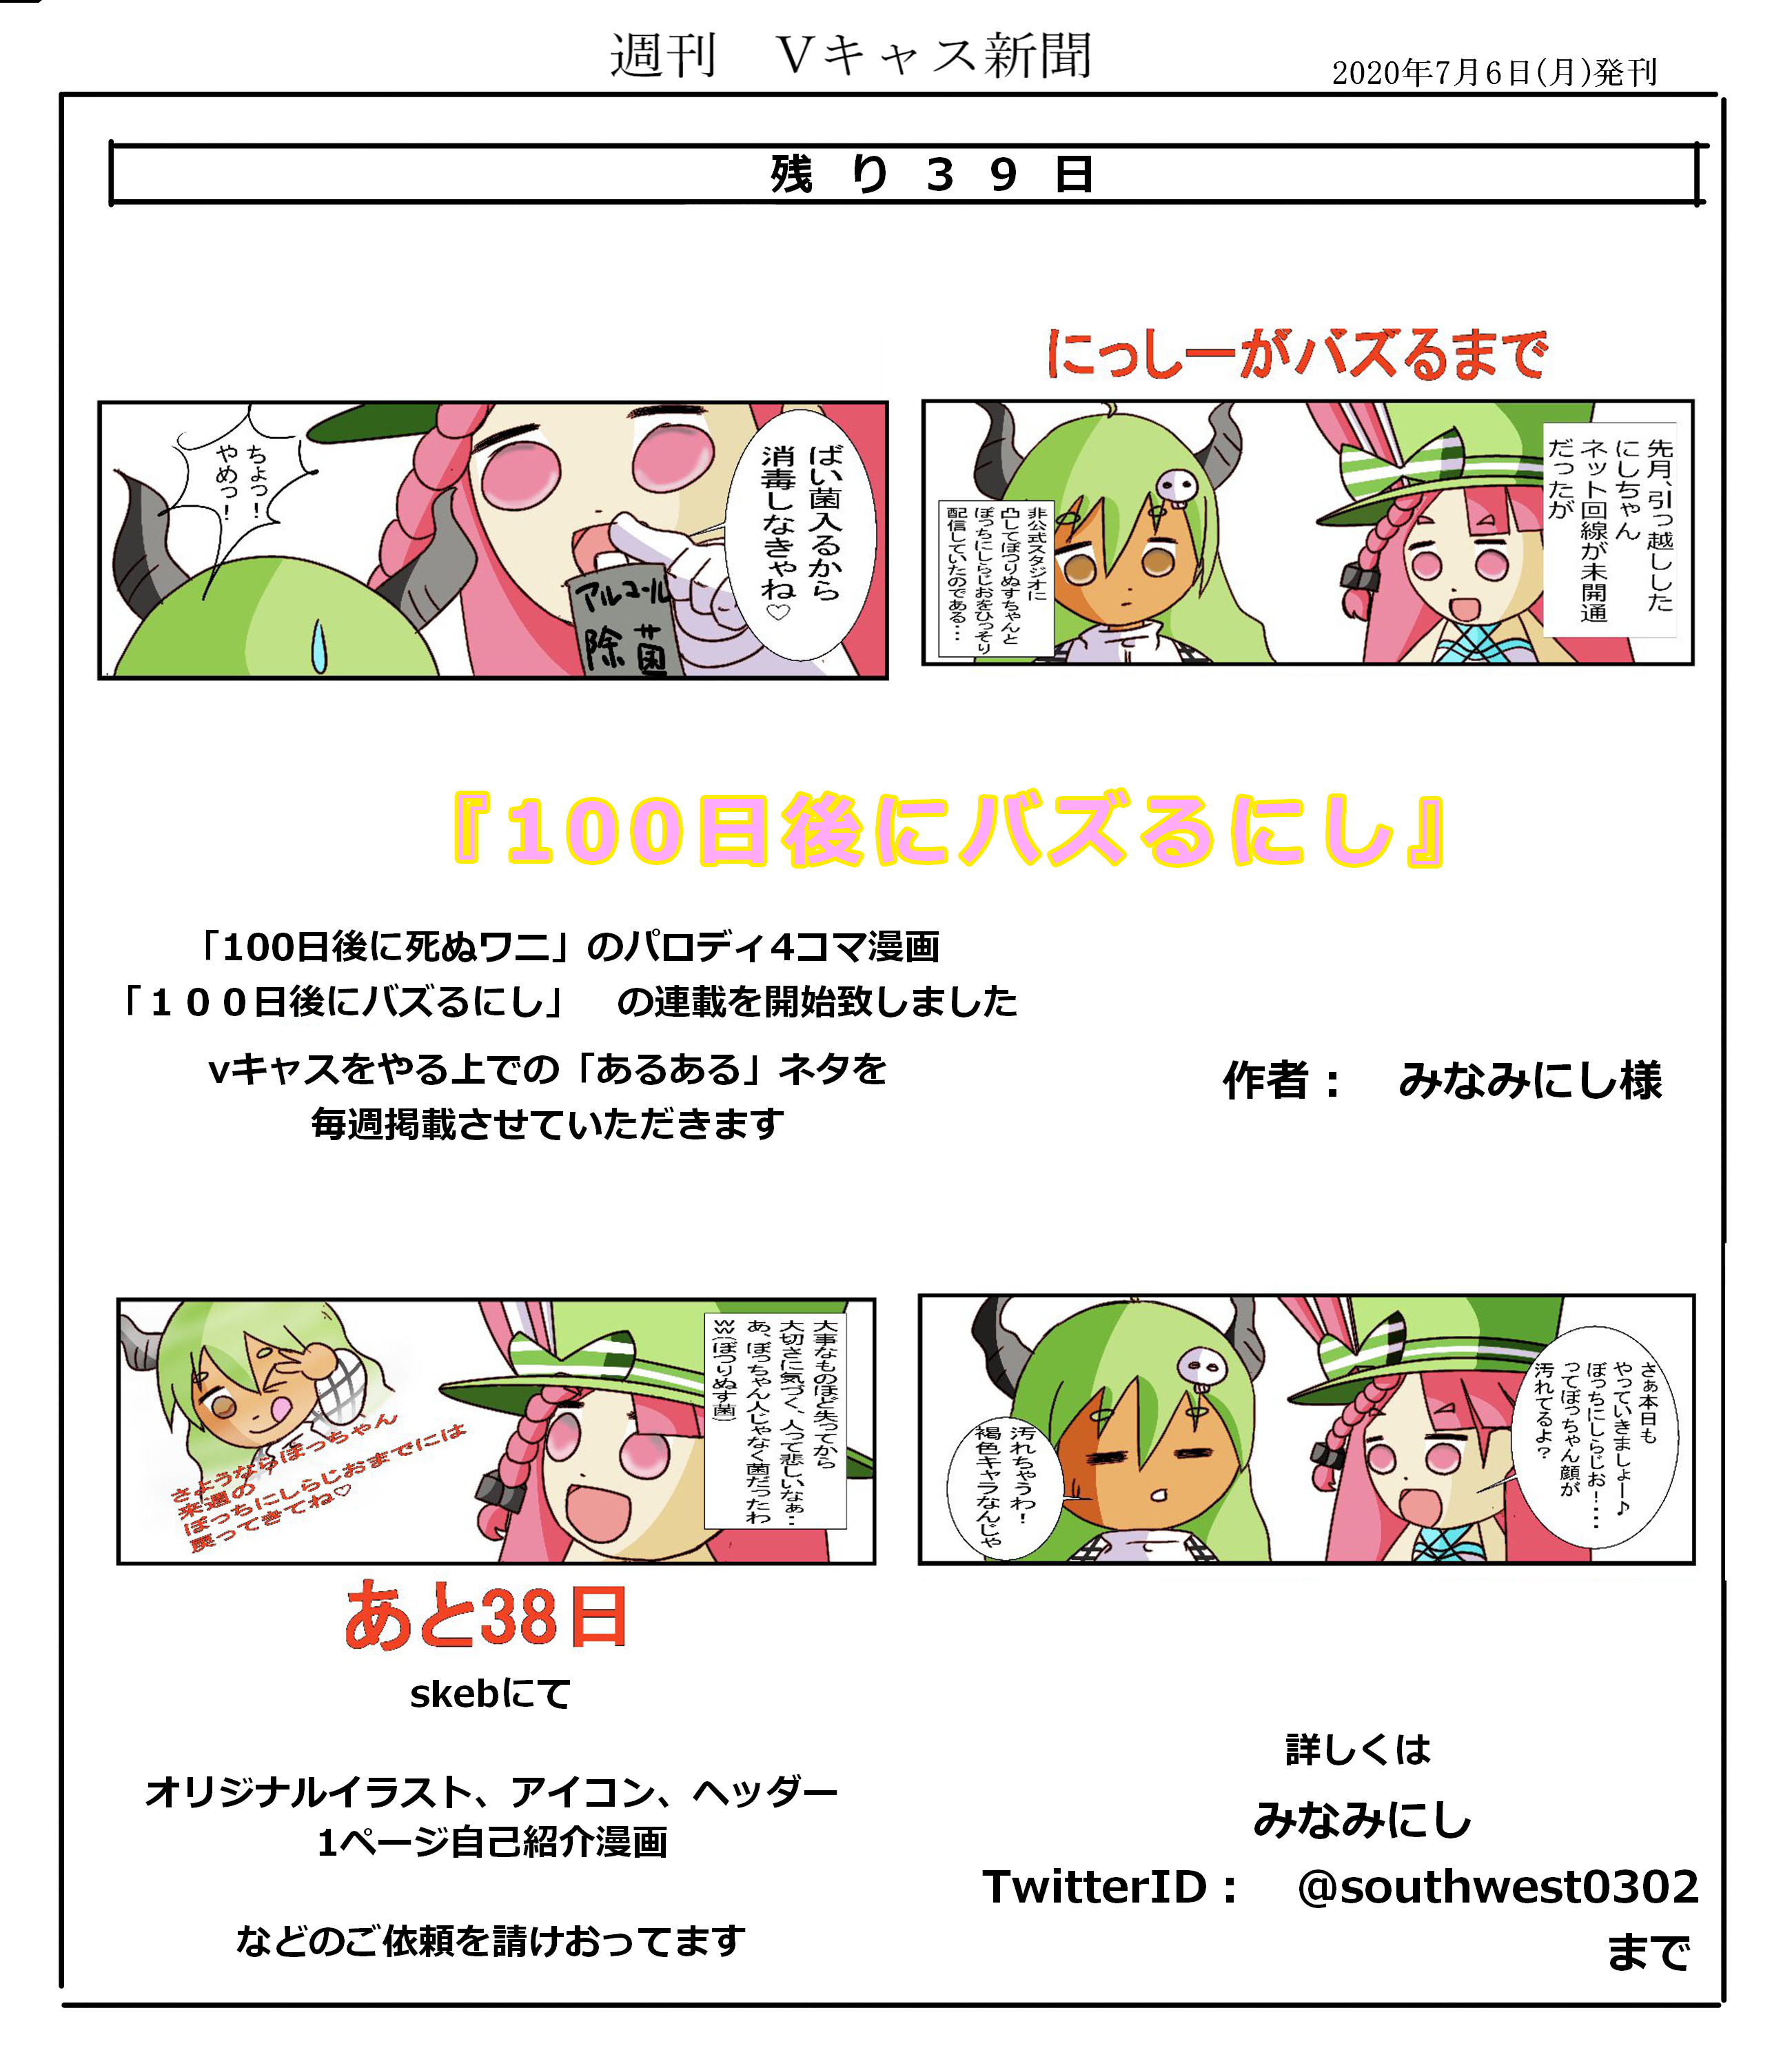 週刊　Vキャス新聞
2020年7月6日(月)発刊
残り39日
にっしーがバズるまで
先月、引っ越しした
にしちゃん
ネット回線が未開通
だったが
非公式スタジオに
凸してぼつりぬすちゃんと
ぼっちにしらじおをひっそり
配信していたのである…
ばい菌入るから
消毒しなきゃね♡
アルコール
除菌
ちょっ！
やめっ！
『100日後にバズるにし』
「100日後に死ぬワニ」のパロディ4コマ漫画
「１００日後にバズるにし」　の連載を開始致しました
vキャスをやる上での「あるある」ネタを
毎週掲載させていただきます
作者：　みなみにし様
さぁ本日も
やっていきましょー♪
ぼっちにしらじお！…
ってぼっちゃん顔が
汚れてるよ？
汚れちゃうわ！
褐色キャラなんじゃ
大事なものほど失ってから
大切さに気づく、人って悲しいなぁ…
あ、ぼっちゃん人じゃなく菌だったわ
ww(ぼつりぬす菌)
さようならぼっちゃん
来週の
ぼっちにしらじおまでには
戻ってきてね♡
あと38日
skebにて
オリジナルイラスト、アイコン、ヘッダー
1ページ自己紹介漫画
などのご依頼を請けおってます
詳しくは
みなみにし
TwitterID：　@southwest0302
まで